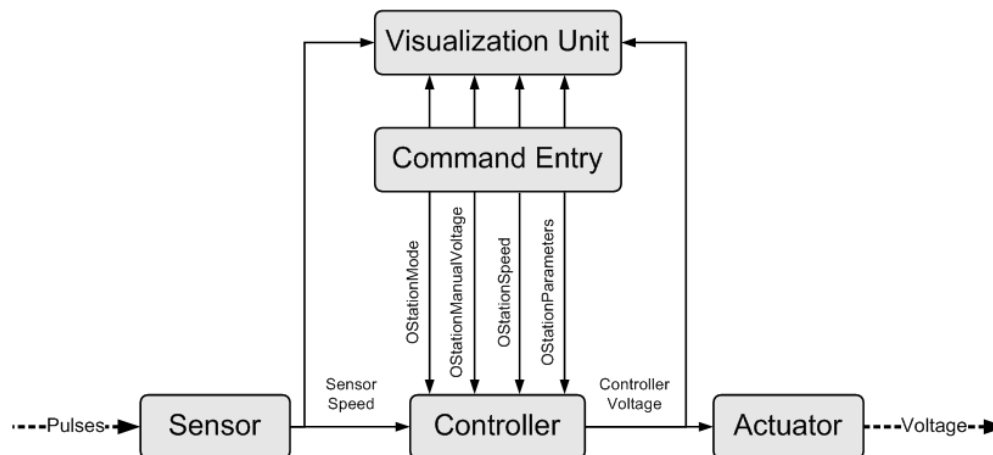 Visualization Unit
Command Entry
OStationMode
OStationManualVoltage
OStationSpeed
OStationParameters
Sensor
Speed
Controller
Voltage
Pulses
Sensor
Controller
Actuator
Voltage